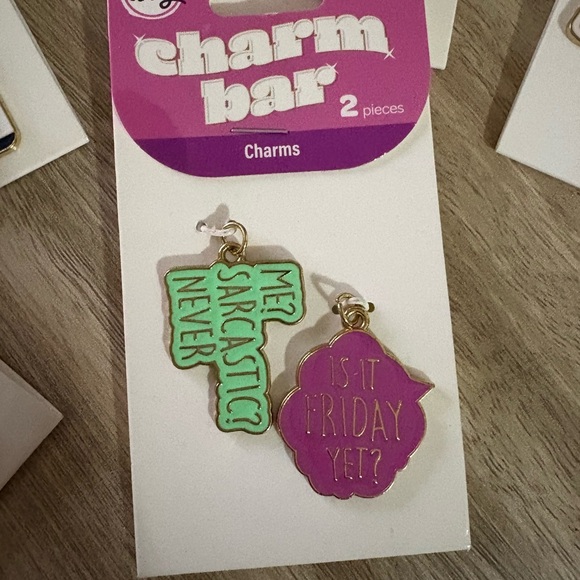 charm
bar
2 pieces
Charms
ME?
SARCASTIC?
NEVER
IS IT
FRIDAY
YET?